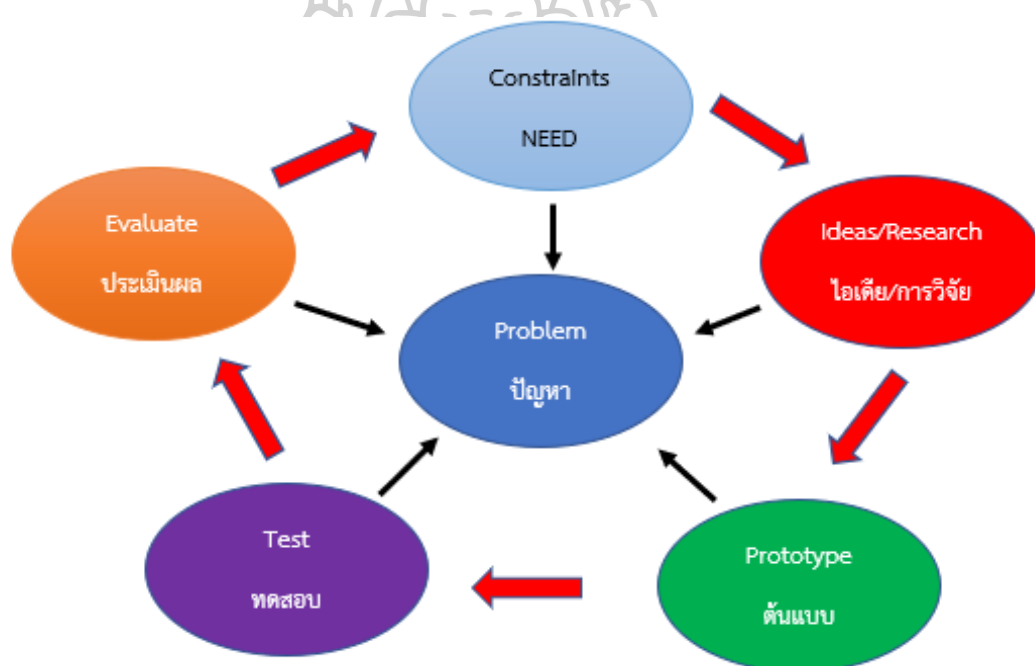 Constraints
NEED
Evaluate
ประเมินผล
Ideas/Research
ไอเดีย/การวิจัย
Problem
ปัญหา
Test
ทดสอบ
Prototype
ต้นแบบ